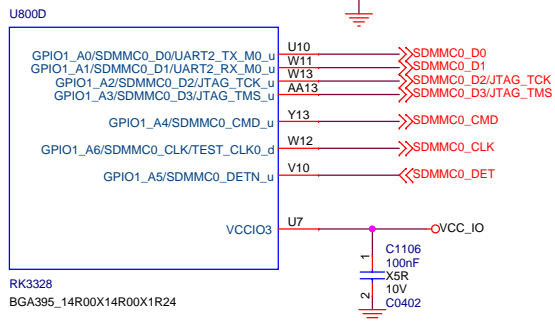 U800D
GPIO1_A0/SDMMC0_D0/UART2_TX_M0_u U10 SDMMC0_D0
GPIO1_A1/SDMMC0_D1/UART2_RX_M0_u W11 SDMMC0_D1
GPIO1_A2/SDMMC0_D2/JTAG_TCK_u W13 SDMMC0_D2/JTAG_TCK
GPIO1_A3/SDMMC0_D3/JTAG_TMS_u AA13 SDMMC0_D3/JTAG_TMS
GPIO1_A4/SDMMC0_CMD_u Y13 SDMMC0_CMD
GPIO1_A6/SDMMC0_CLK/TEST_CLK0_d W12 SDMMC0_CLK
GPIO1_A5/SDMMC0_DETN_u V10 SDMMC0_DET
VCCIO3 U7 VCC_IO
1 C1106
100nF
X5R
10V
2 C0402
RK3328
BGA395_14R00X14R00X1R24